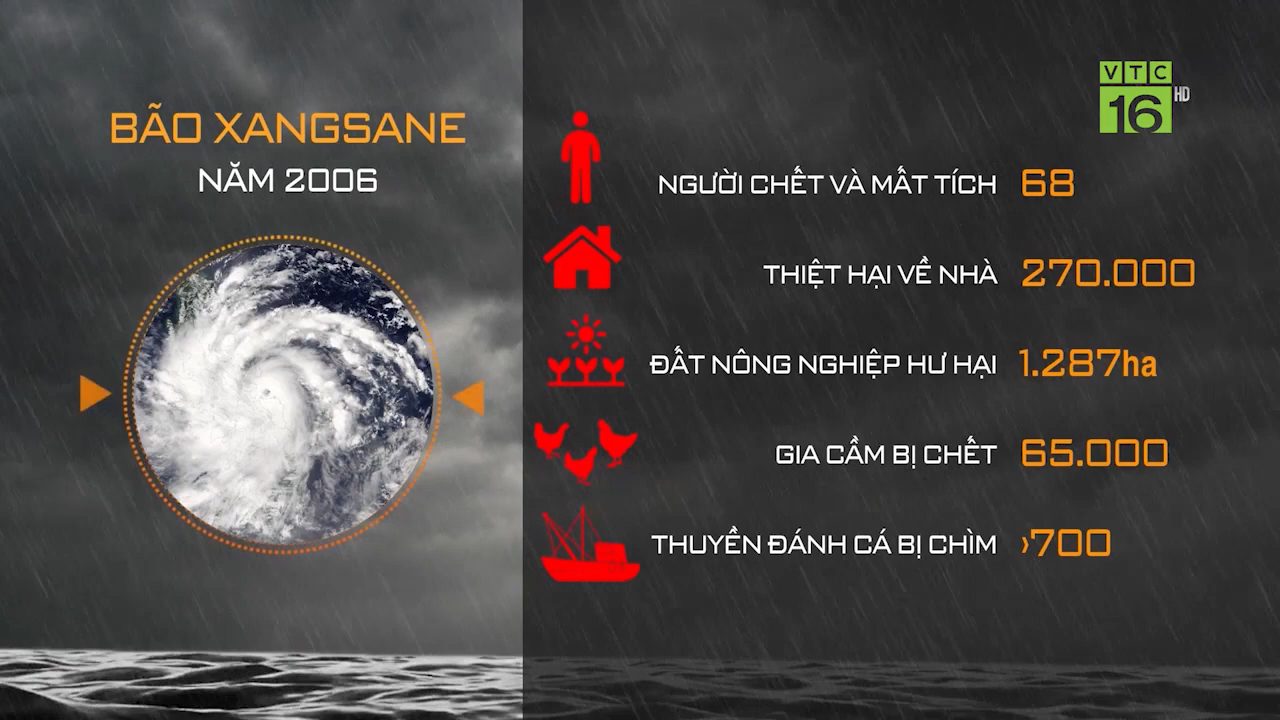 BÃO XANGSANE
NĂM 2006
VTC
16 HD
NGƯỜI CHẾT VÀ MẤT TÍCH 68
THIỆT HẠI VỀ NHÀ 270.000
ĐẤT NÔNG NGHIỆP HƯ HẠI 1.287ha
GIA CẦM BỊ CHẾT 65.000
THUYỀN ĐÁNH CÁ BỊ CHÌM >700